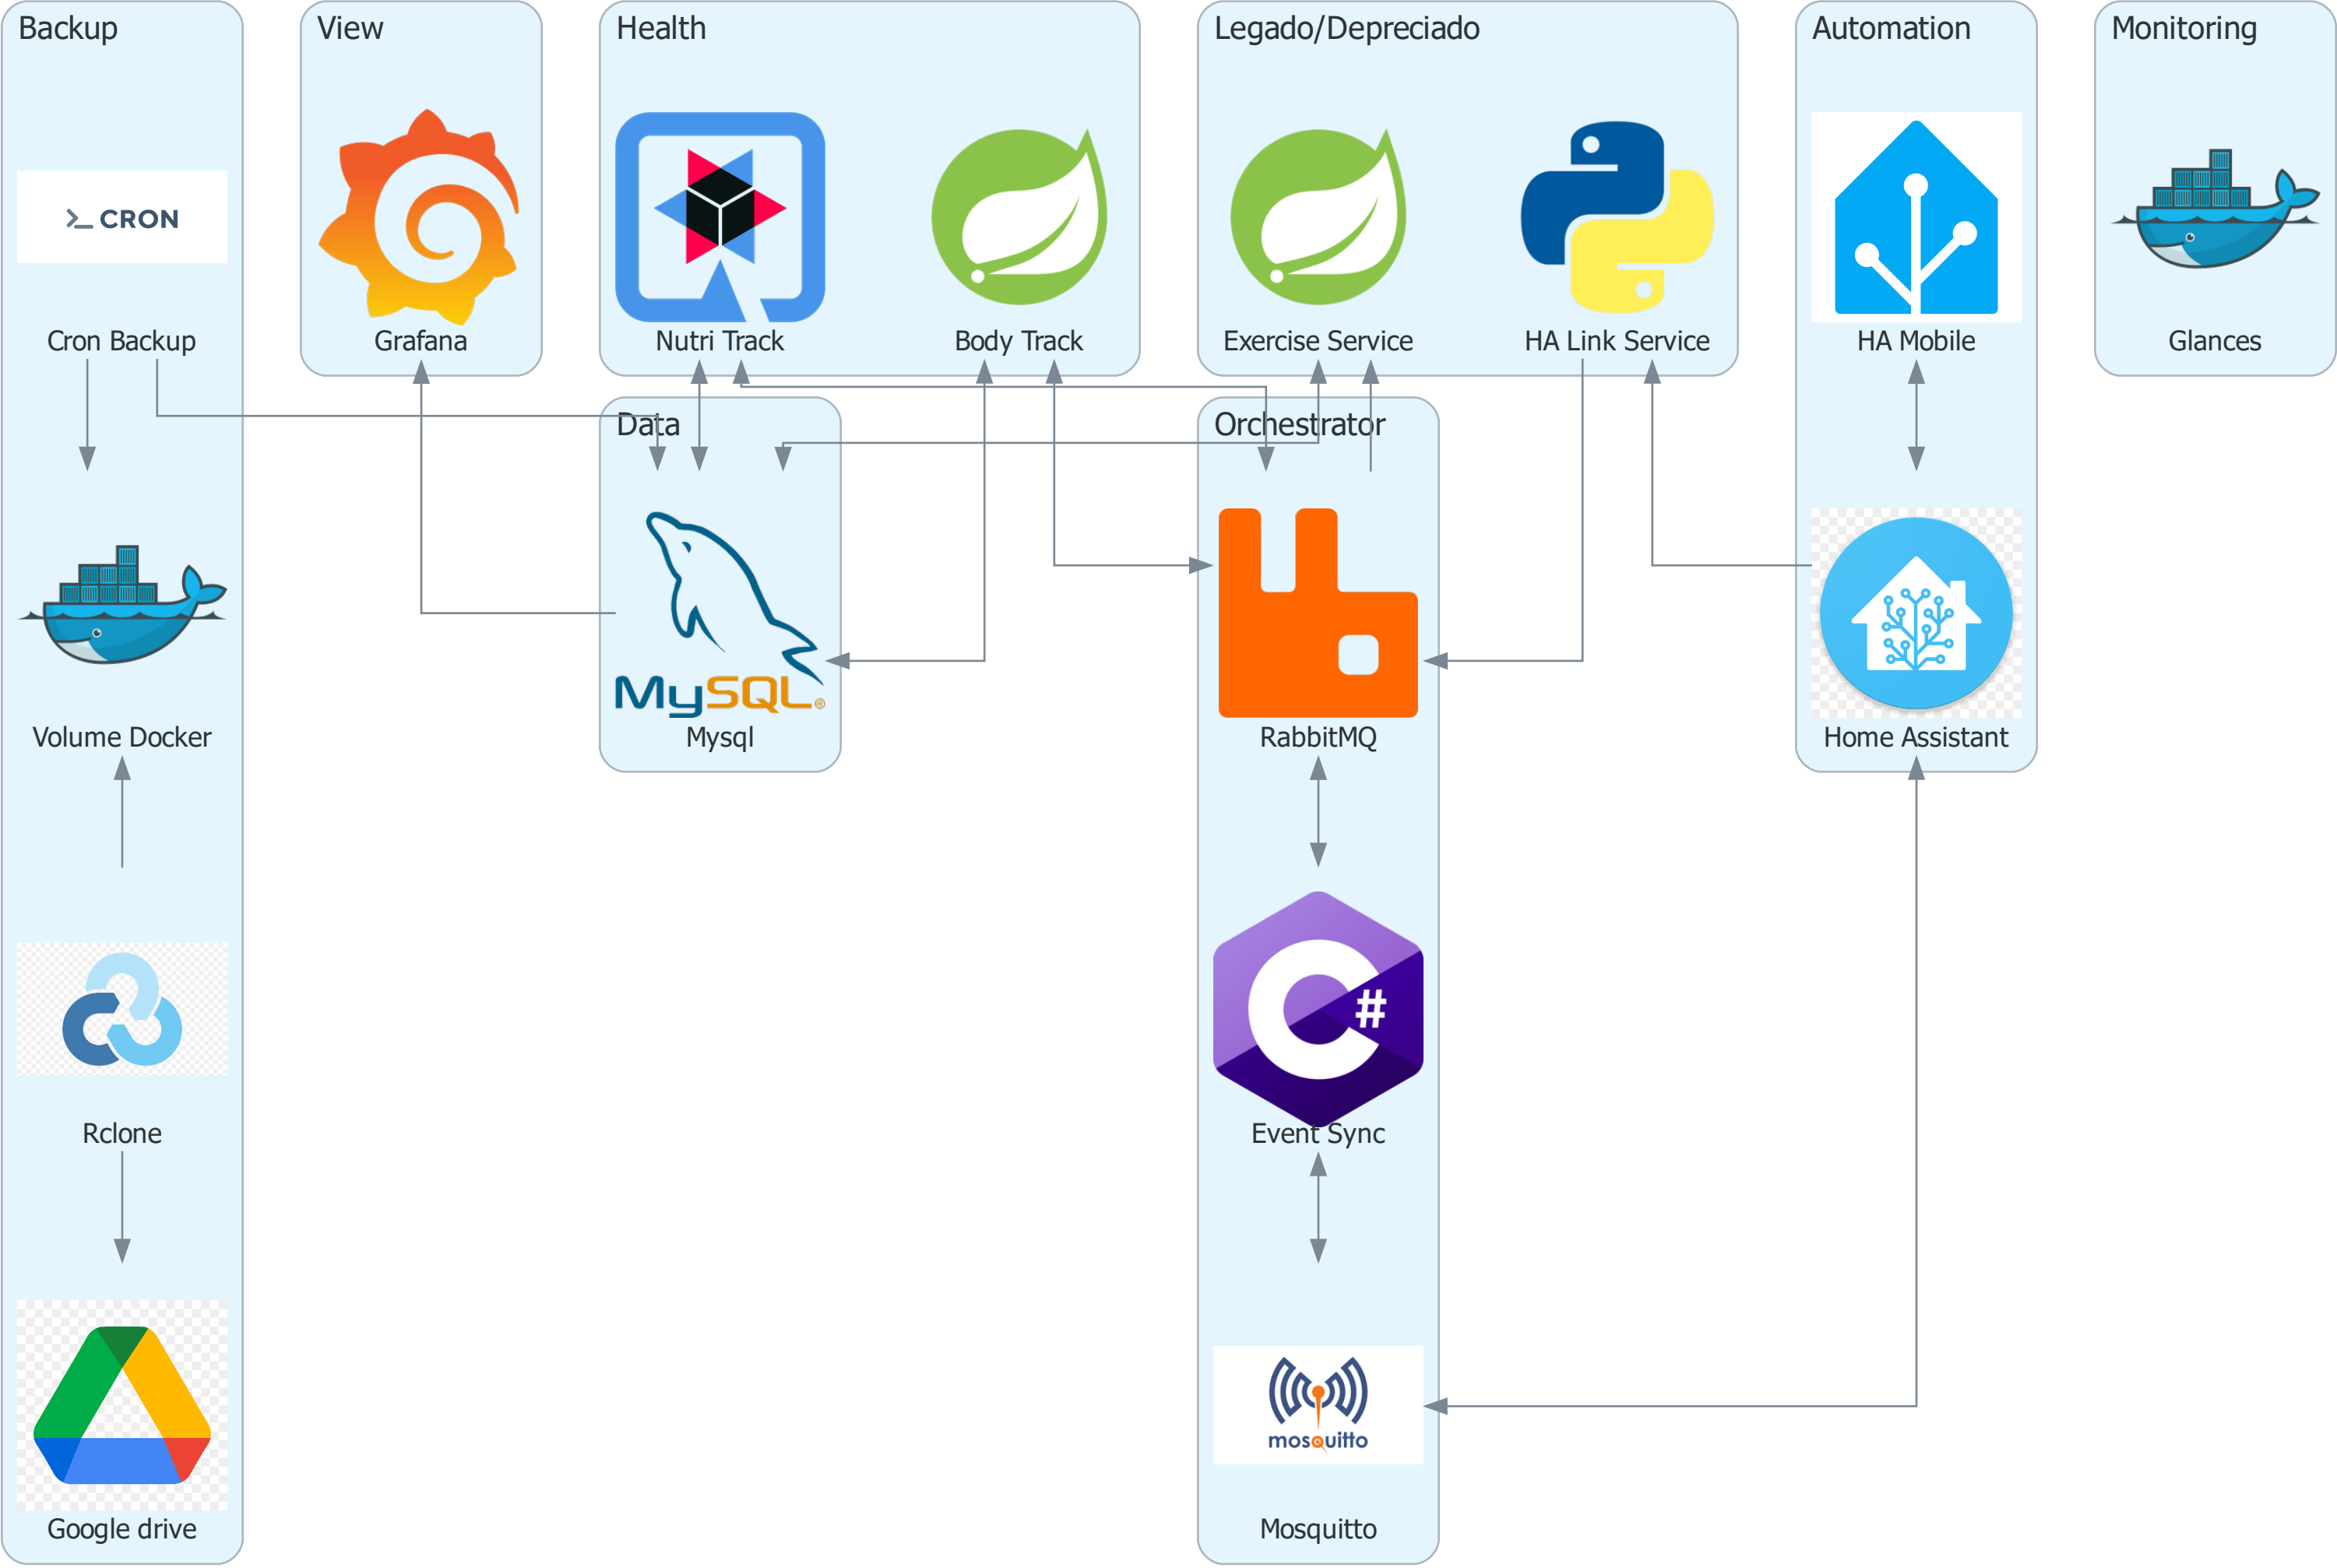 Backup
View
Health
Legado/Depreciado
Automation
Monitoring
CRON
Cron Backup
Grafana
Nutri Track
Body Track
Exercise Service
HA Link Service
HA Mobile
Glances
Data
Orchestrator
MySQL®
Volume Docker
Mysql
RabbitMQ
Home Assistant
C#
Rclone
Event Sync
mosquitto
Google drive
Mosquitto